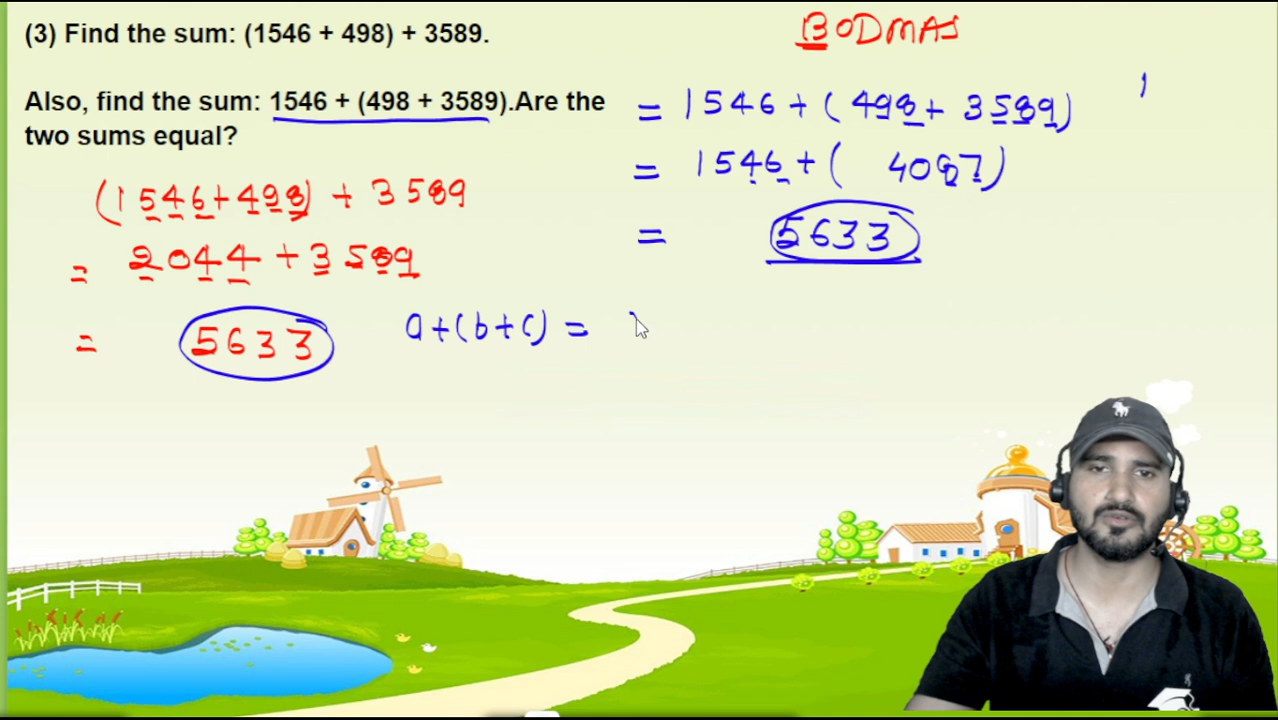 (3) Find the sum: (1546 + 498) + 3589.
Also, find the sum: 1546 + (498 + 3589).Are the
two sums equal?
(1546+498) + 3589
= 2044 + 3589
= 5633
BODMAS
= 1546+(498+ 3589)
= 1546+( 4087)
= 5633
a+(b+c) =